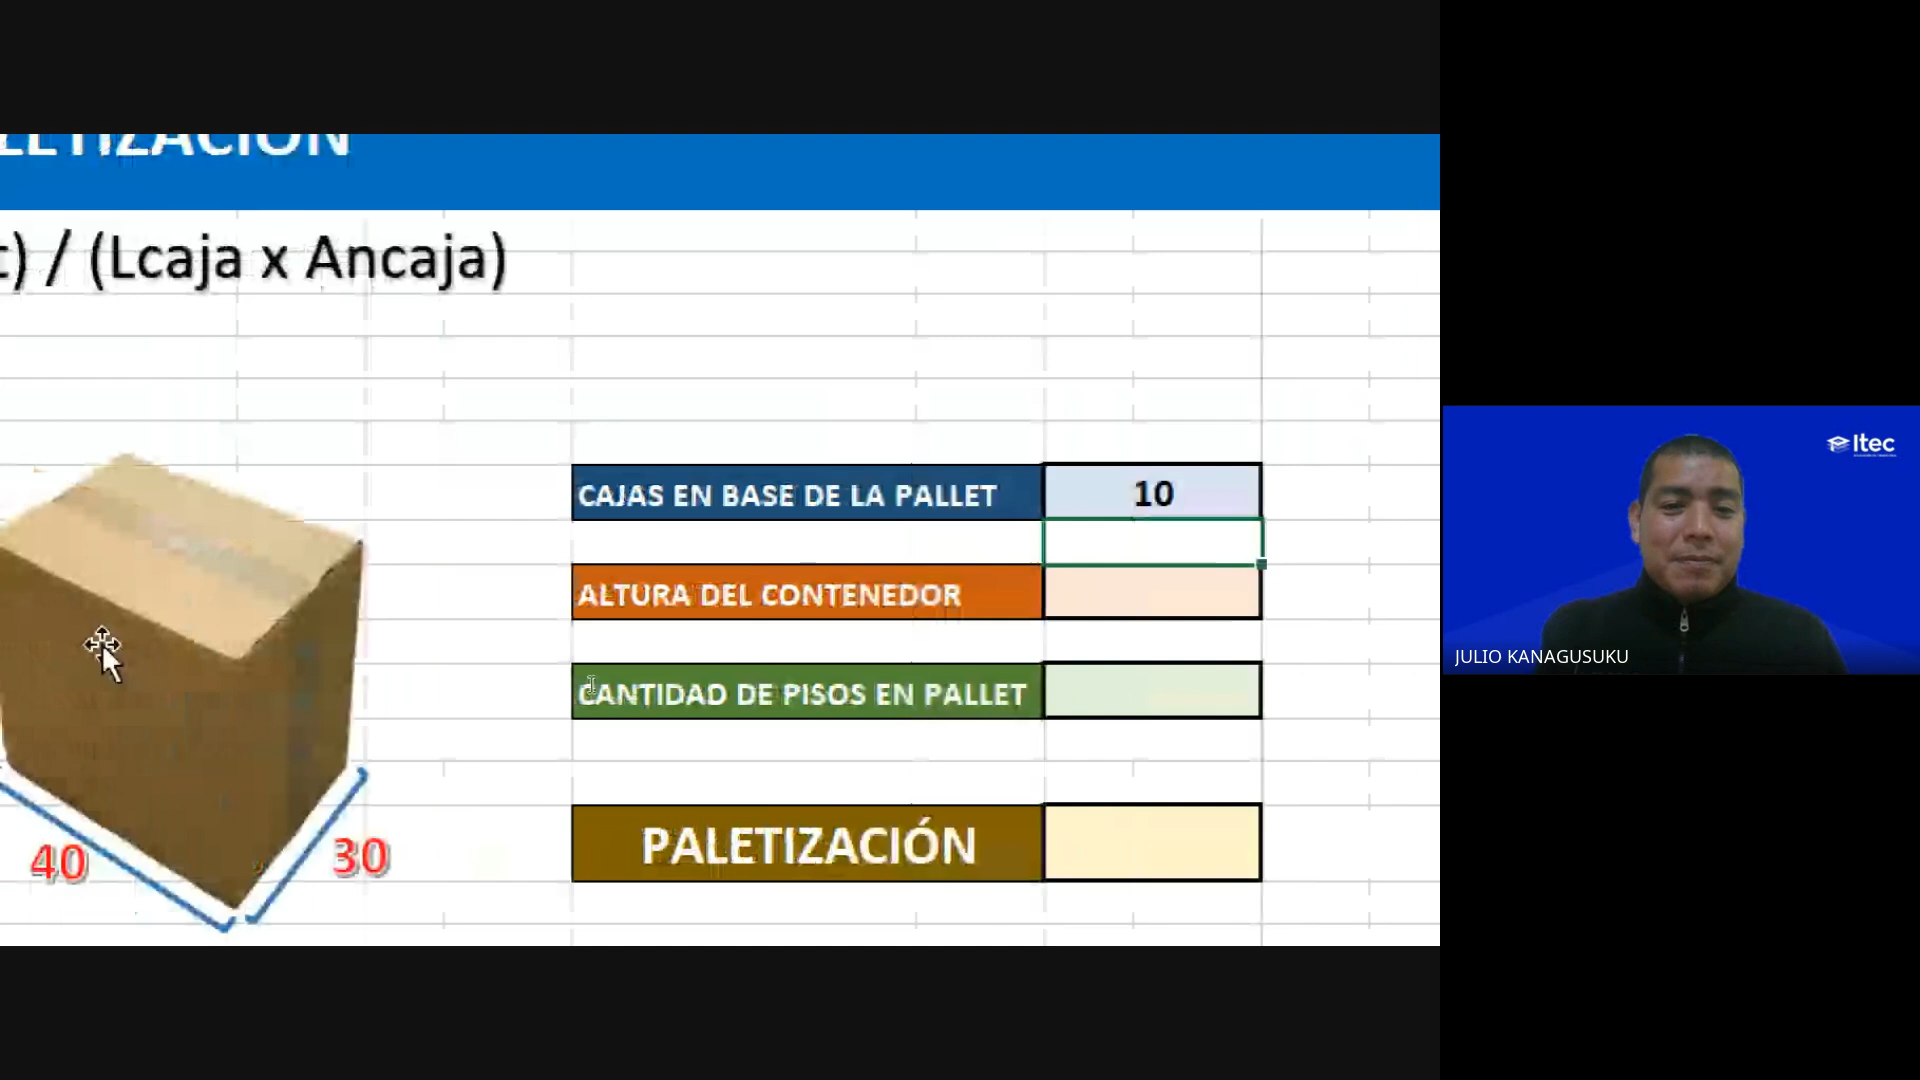 LETIZACIÓN
) / (Lcaja x Ancaja)
CAJAS EN BASE DE LA PALLET 10
ALTURA DEL CONTENEDOR
CANTIDAD DE PISOS EN PALLET
PALETIZACIÓN
40
30
Itec
JULIO KANAGUSUKU